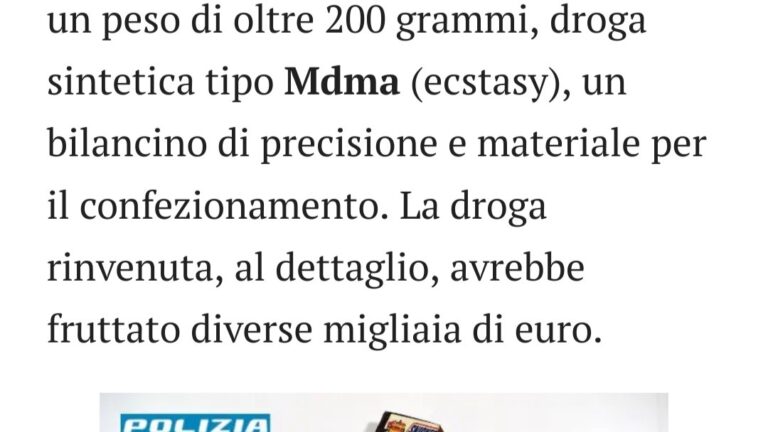 un peso di oltre 200 grammi, droga
sintetica tipo Mdma (ecstasy), un
bilancino di precisione e materiale per
il confezionamento. La droga
rinvenuta, al dettaglio, avrebbe
fruttato diverse migliaia di euro.
POLIZIA